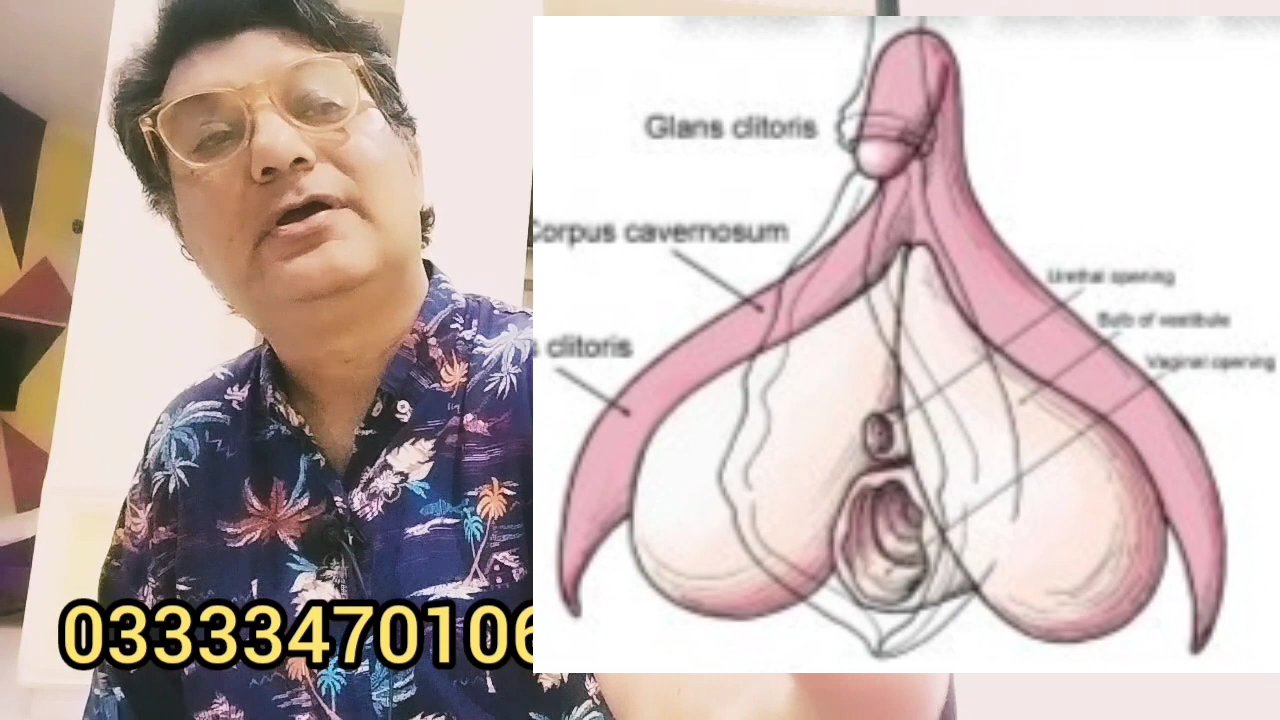 Glans clitoris
Corpus cavernosum
Urethal opening
Bulb of vestibule
s clitoris
Vaginal opening
03333470106